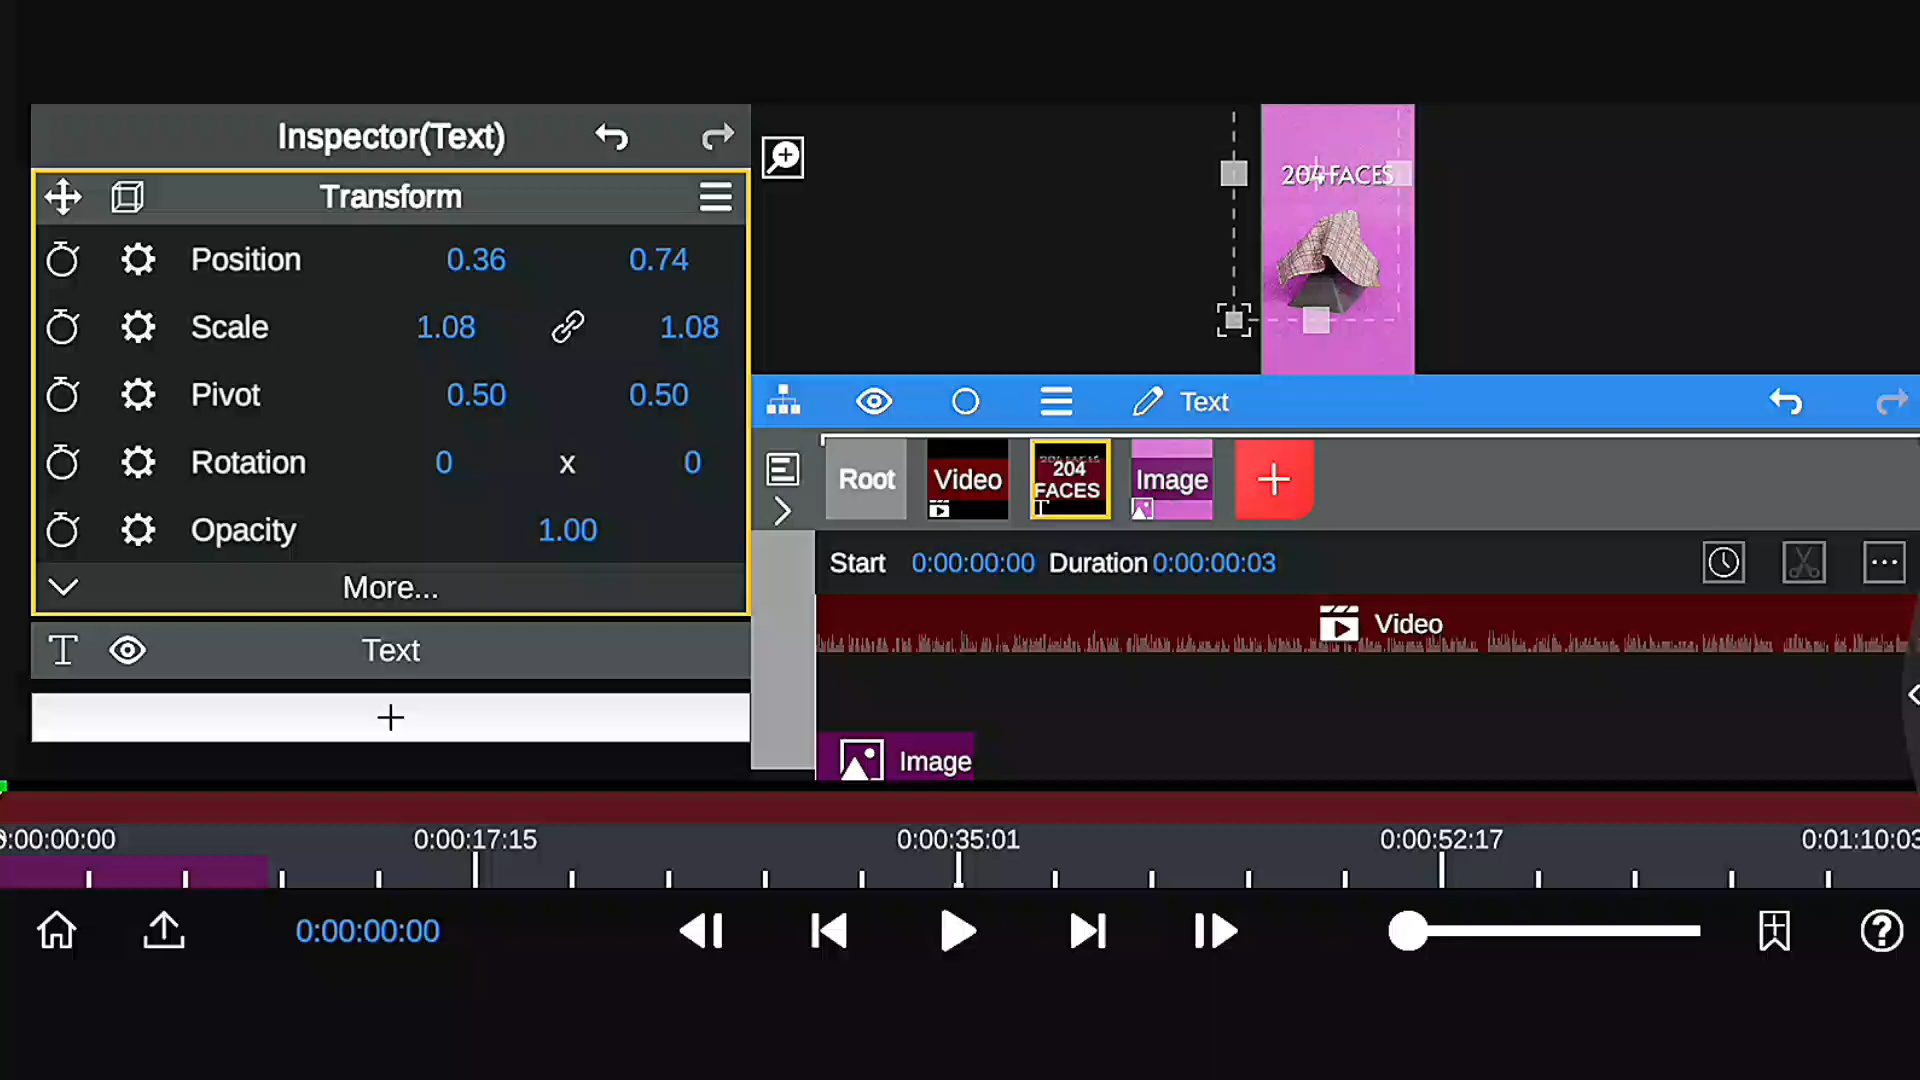 Inspector(Text)
Transform
Position 0.36 0.74
Scale 1.08 1.08
Pivot 0.50 0.50
Rotation 0 x 0
Opacity 1.00
More...
Text
204 FACES
Text
Root
Video
204
FACES
Image
Start 0:00:00:00 Duration 0:00:00:03
Video
Image
0:00:00:00 0:00:17:15 0:00:35:01 0:00:52:17 0:01:10:03
0:00:00:00